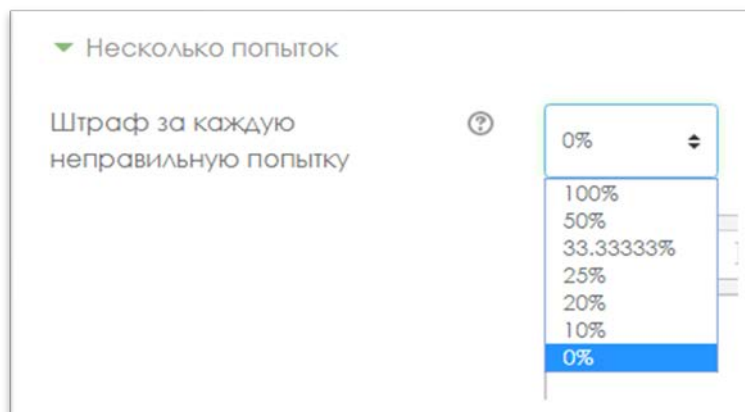 Несколько попыток
Штраф за каждую
неправильную попытку
0%
100%
50%
33.33333%
25%
20%
10%
0%